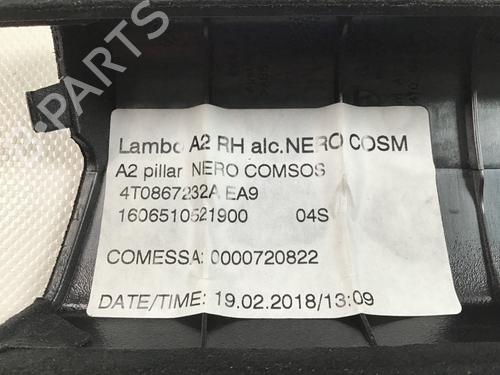 B-PARTS
Lambo A2 RH alc.NERO COSM
A2 pillar NERO COMSOS
4T0867232A EA9
1606510521900 04S
COMESSA: 0000720822
DATE/TIME: 19.02.2018/13:09